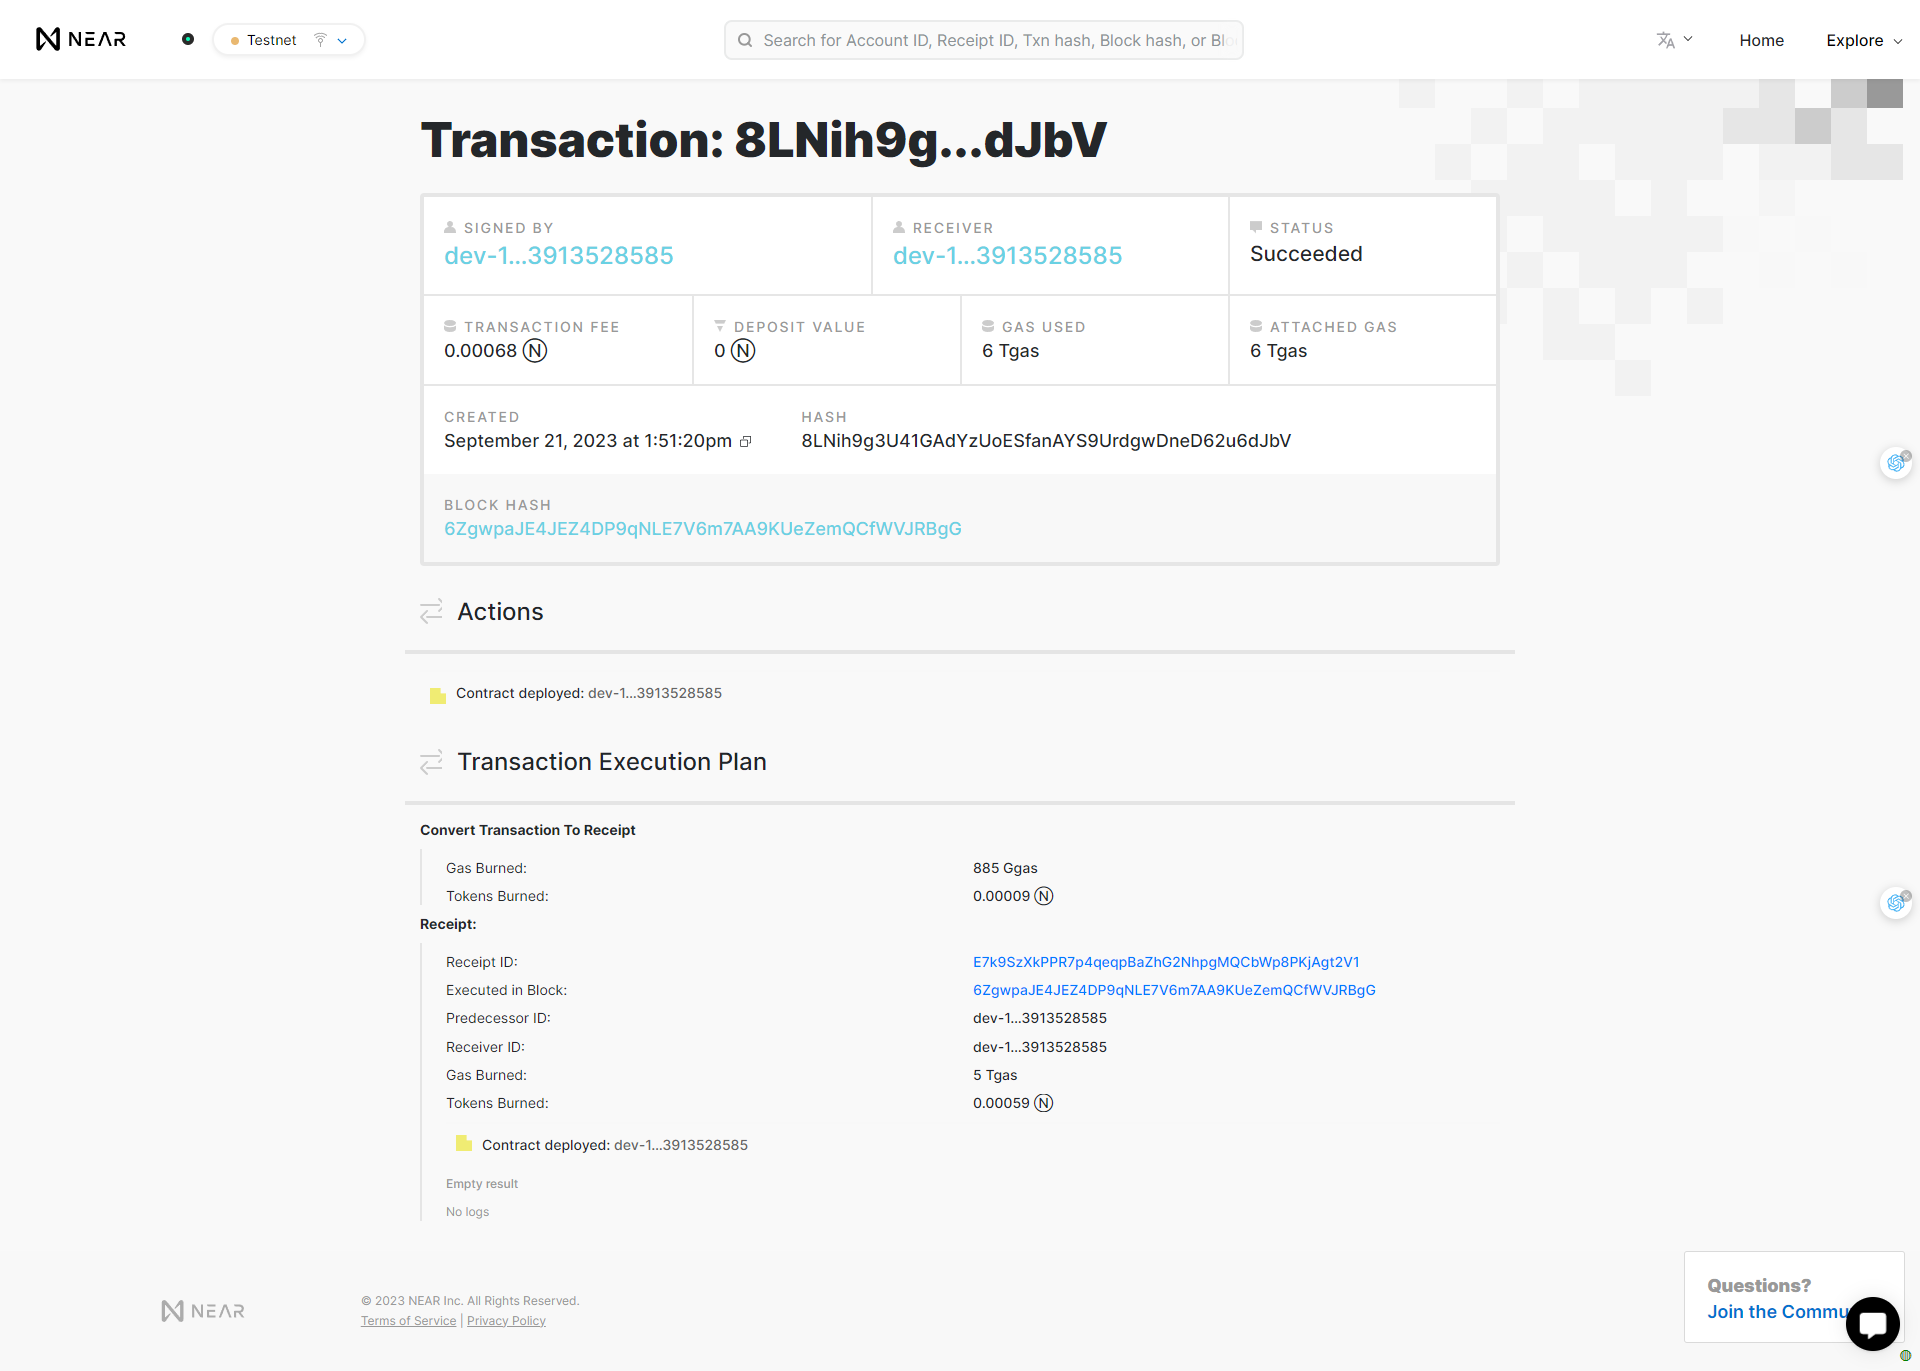 NEAR
Testnet
Search for Account ID, Receipt ID, Txn hash, Block hash, or Blo
Home
Explore
Transaction: 8LNih9g...dJbV
SIGNED BY
dev-1...3913528585
RECEIVER
dev-1...3913528585
STATUS
Succeeded
TRANSACTION FEE
0.00068 Ⓝ
DEPOSIT VALUE
0 Ⓝ
GAS USED
6 Tgas
ATTACHED GAS
6 Tgas
CREATED
September 21, 2023 at 1:51:20pm
HASH
8LNih9g3U41GAdYzUoESfanAYS9UrdgwDneD62u6dJbV
BLOCK HASH
6ZgwpaJE4JEZ4DP9qNLE7V6m7AA9KUeZemQCfWVJRBgG
Actions
Contract deployed: dev-1...3913528585
Transaction Execution Plan
Convert Transaction To Receipt
Gas Burned: 885 Ggas
Tokens Burned: 0.00009 Ⓝ
Receipt:
Receipt ID: E7k9SzXkPPR7p4qeqpBaZhG2NhpgMQCbWp8PKjAgt2V1
Executed in Block: 6ZgwpaJE4JEZ4DP9qNLE7V6m7AA9KUeZemQCfWVJRBgG
Predecessor ID: dev-1...3913528585
Receiver ID: dev-1...3913528585
Gas Burned: 5 Tgas
Tokens Burned: 0.00059 Ⓝ
Contract deployed: dev-1...3913528585
Empty result
No logs
NEAR
© 2023 NEAR Inc. All Rights Reserved.
Terms of Service | Privacy Policy
Questions?
Join the Commu